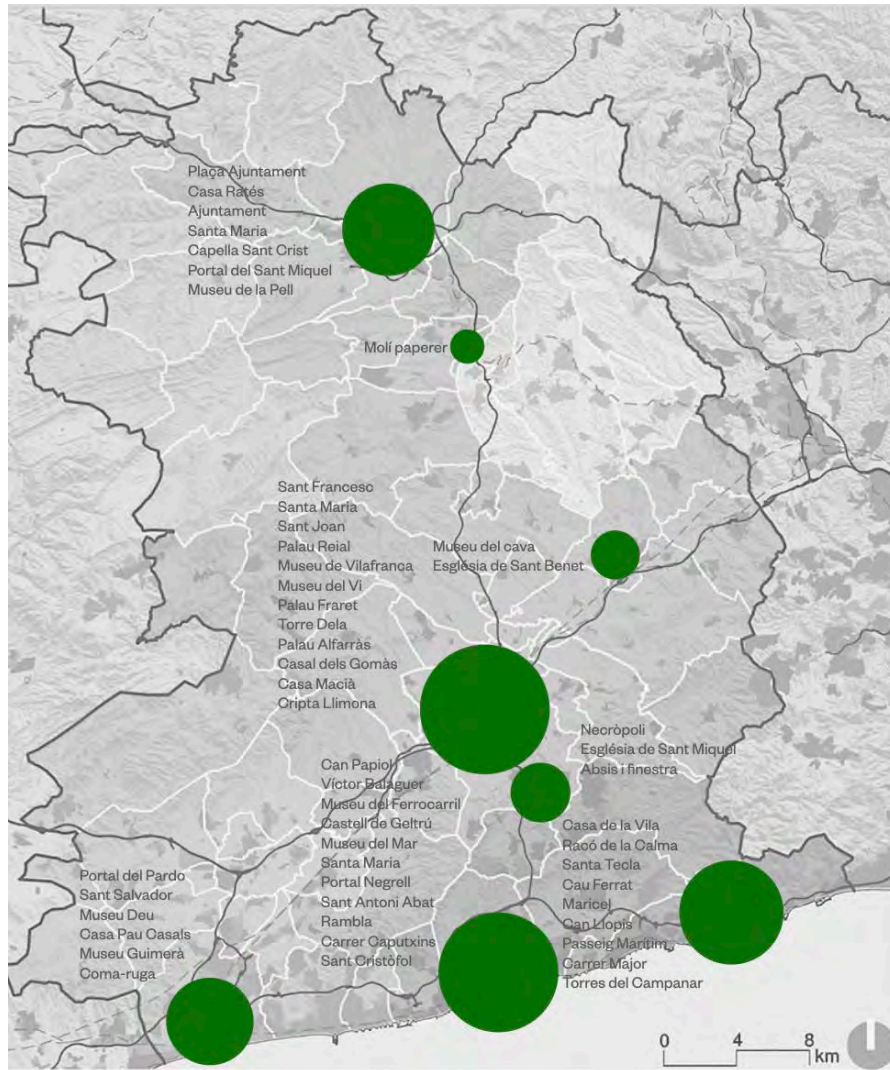 Plaça Ajuntament
Casa Ratés
Ajuntament
Santa Maria
Capella Sant Crist
Portal del Sant Miquel
Museu de la Pell
Molí paperer
Sant Francesc
Santa Maria
Sant Joan
Palau Reial
Museu de Vilafranca
Museu del Vi
Palau Fraret
Torre Dela
Palau Alfarràs
Casal dels Gomàs
Casa Macià
Cripta Llimona
Museu del cava
Església de Sant Benet
Necròpoli
Església de Sant Miquel
Absis i finestra
Can Papiol
Víctor Balaguer
Museu del Ferrocarril
Castell de Geltrú
Museu del Mar
Santa Maria
Portal Negrell
Sant Antoni Abat
Rambla
Carrer Caputxins
Sant Cristòfol
Casa de la Vila
Racó de la Calma
Santa Tecla
Cau Ferrat
Maricel
Can Llopis
Passeig Marítim
Carrer Major
Torres del Campanar
Portal del Pardo
Sant Salvador
Museu Deu
Casa Pau Casals
Museu Guimerà
Coma-ruga
0 4 8
km